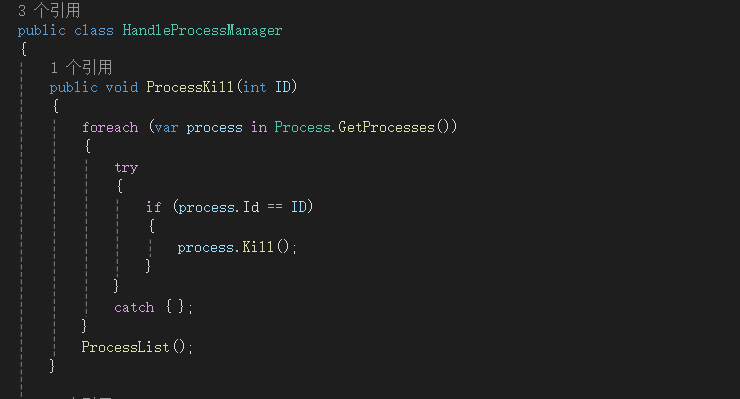 3 个引用
public class HandleProcessManager
{
1 个引用
public void ProcessKill(int ID)
{
foreach (var process in Process.GetProcesses())
{
try
{
if (process.Id == ID)
{
process.Kill();
}
}
catch { };
}
ProcessList();
}